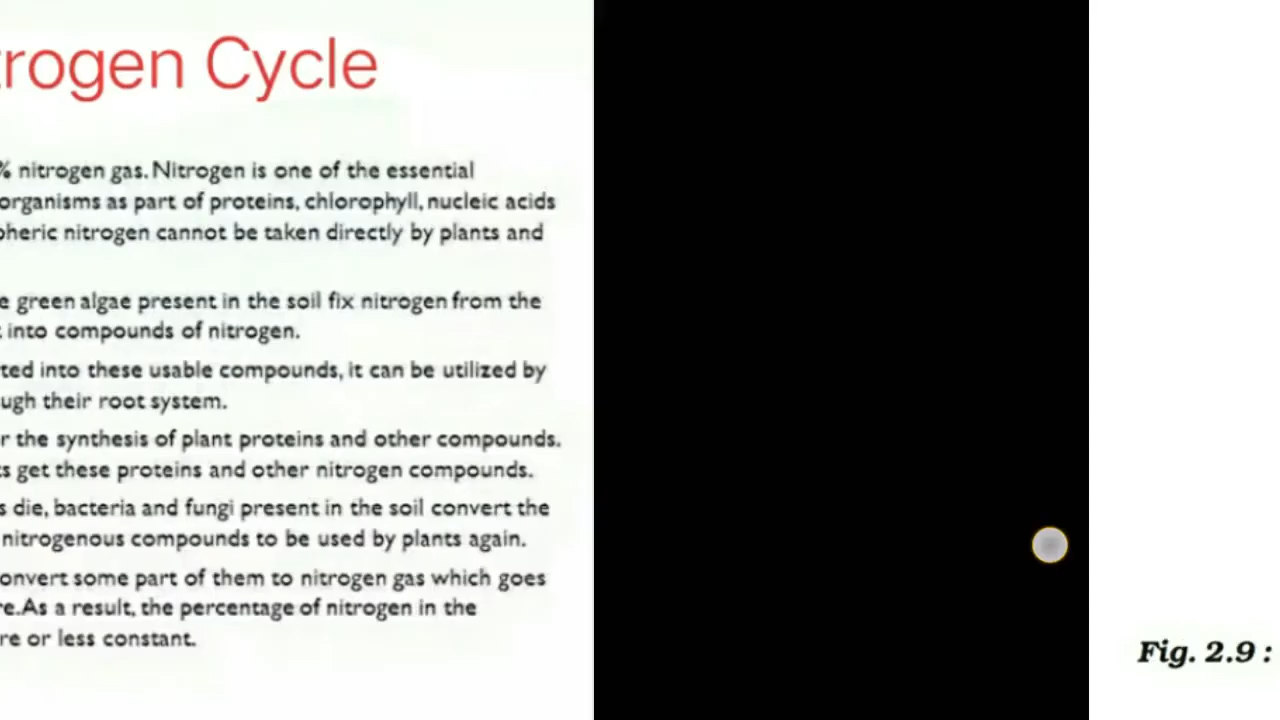 trogen Cycle
% nitrogen gas. Nitrogen is one of the essential
organisms as part of proteins, chlorophyll, nucleic acids
pheric nitrogen cannot be taken directly by plants and
e green algae present in the soil fix nitrogen from the
t into compounds of nitrogen.
ted into these usable compounds, it can be utilized by
ugh their root system.
r the synthesis of plant proteins and other compounds.
ts get these proteins and other nitrogen compounds.
s die, bacteria and fungi present in the soil convert the
nitrogenous compounds to be used by plants again.
onvert some part of them to nitrogen gas which goes
re. As a result, the percentage of nitrogen in the
re or less constant.
Fig. 2.9 :